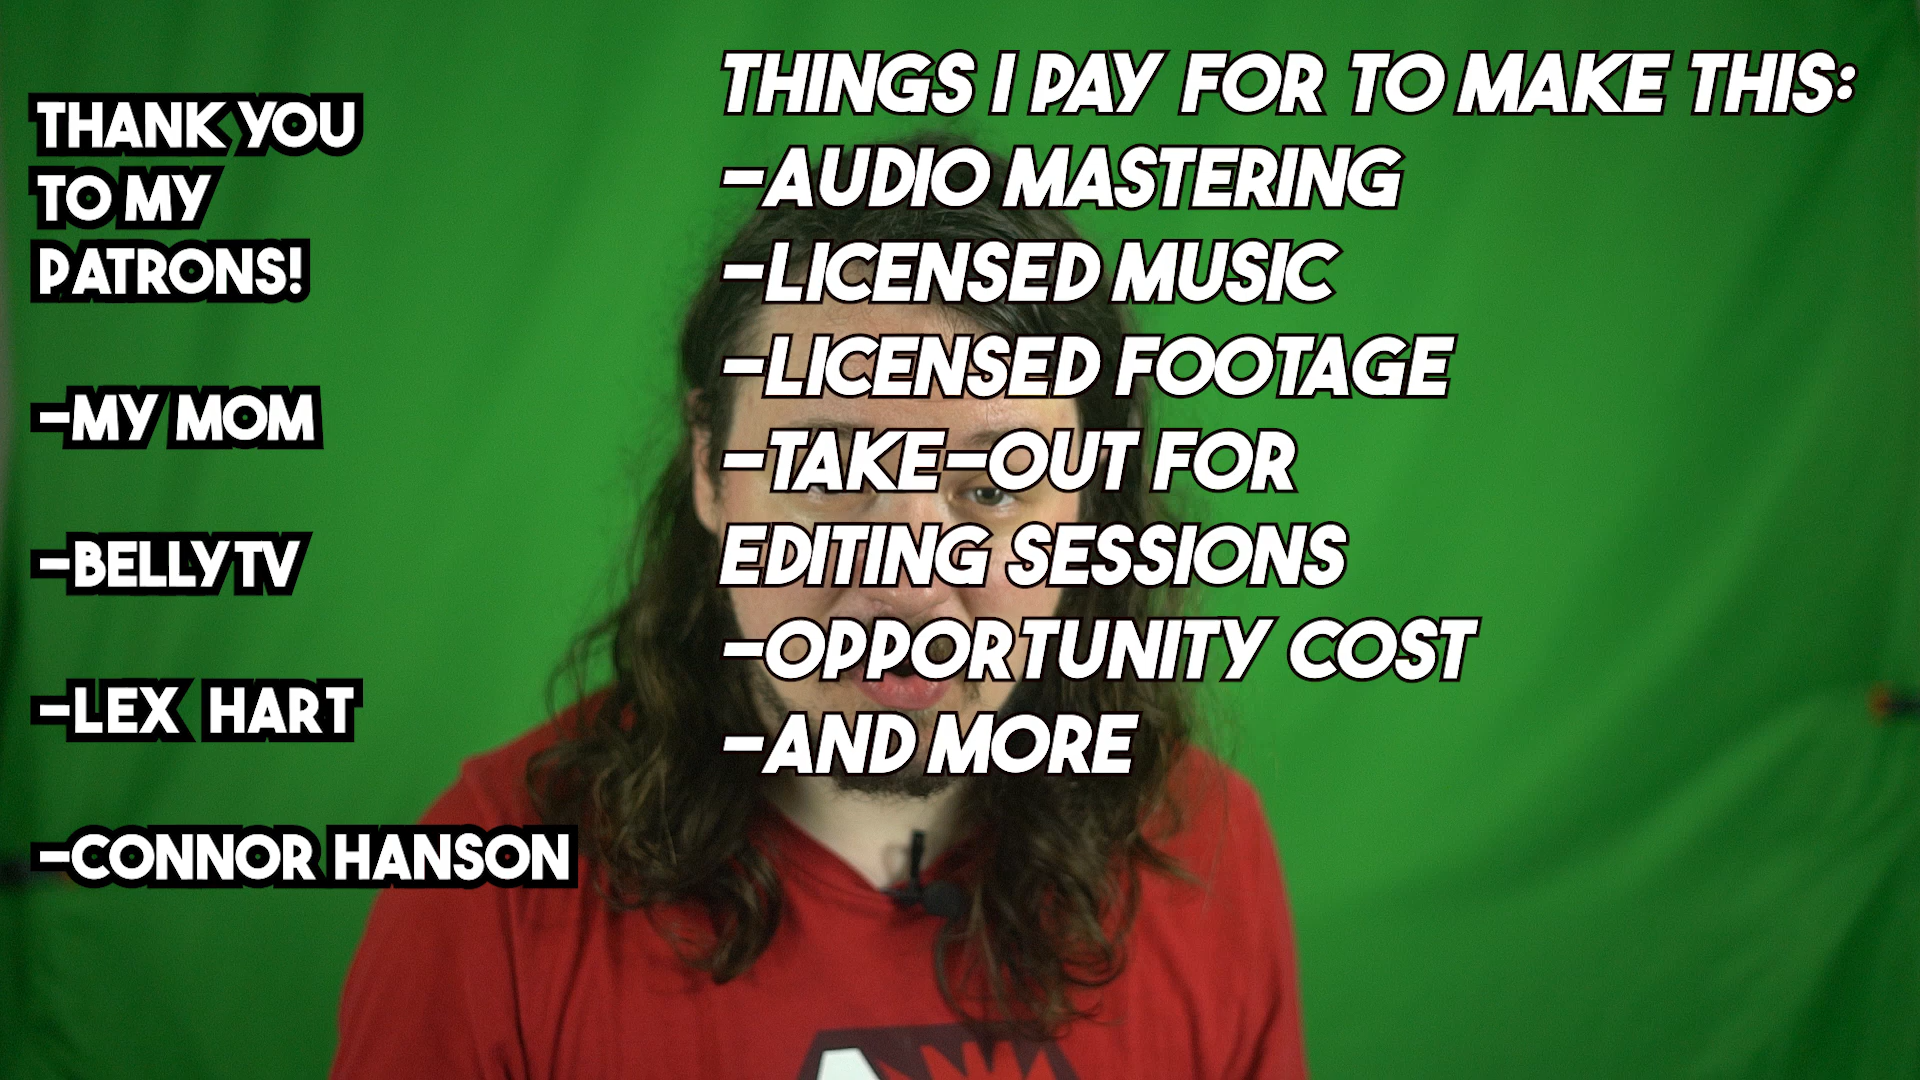 THANK YOU
TO MY
PATRONS!
-MY MOM
-BELLYTV
-LEX HART
-CONNOR HANSON
THINGS I PAY FOR TO MAKE THIS:
-AUDIO MASTERING
-LICENSED MUSIC
-LICENSED FOOTAGE
-TAKE-OUT FOR
EDITING SESSIONS
-OPPORTUNITY COST
-AND MORE